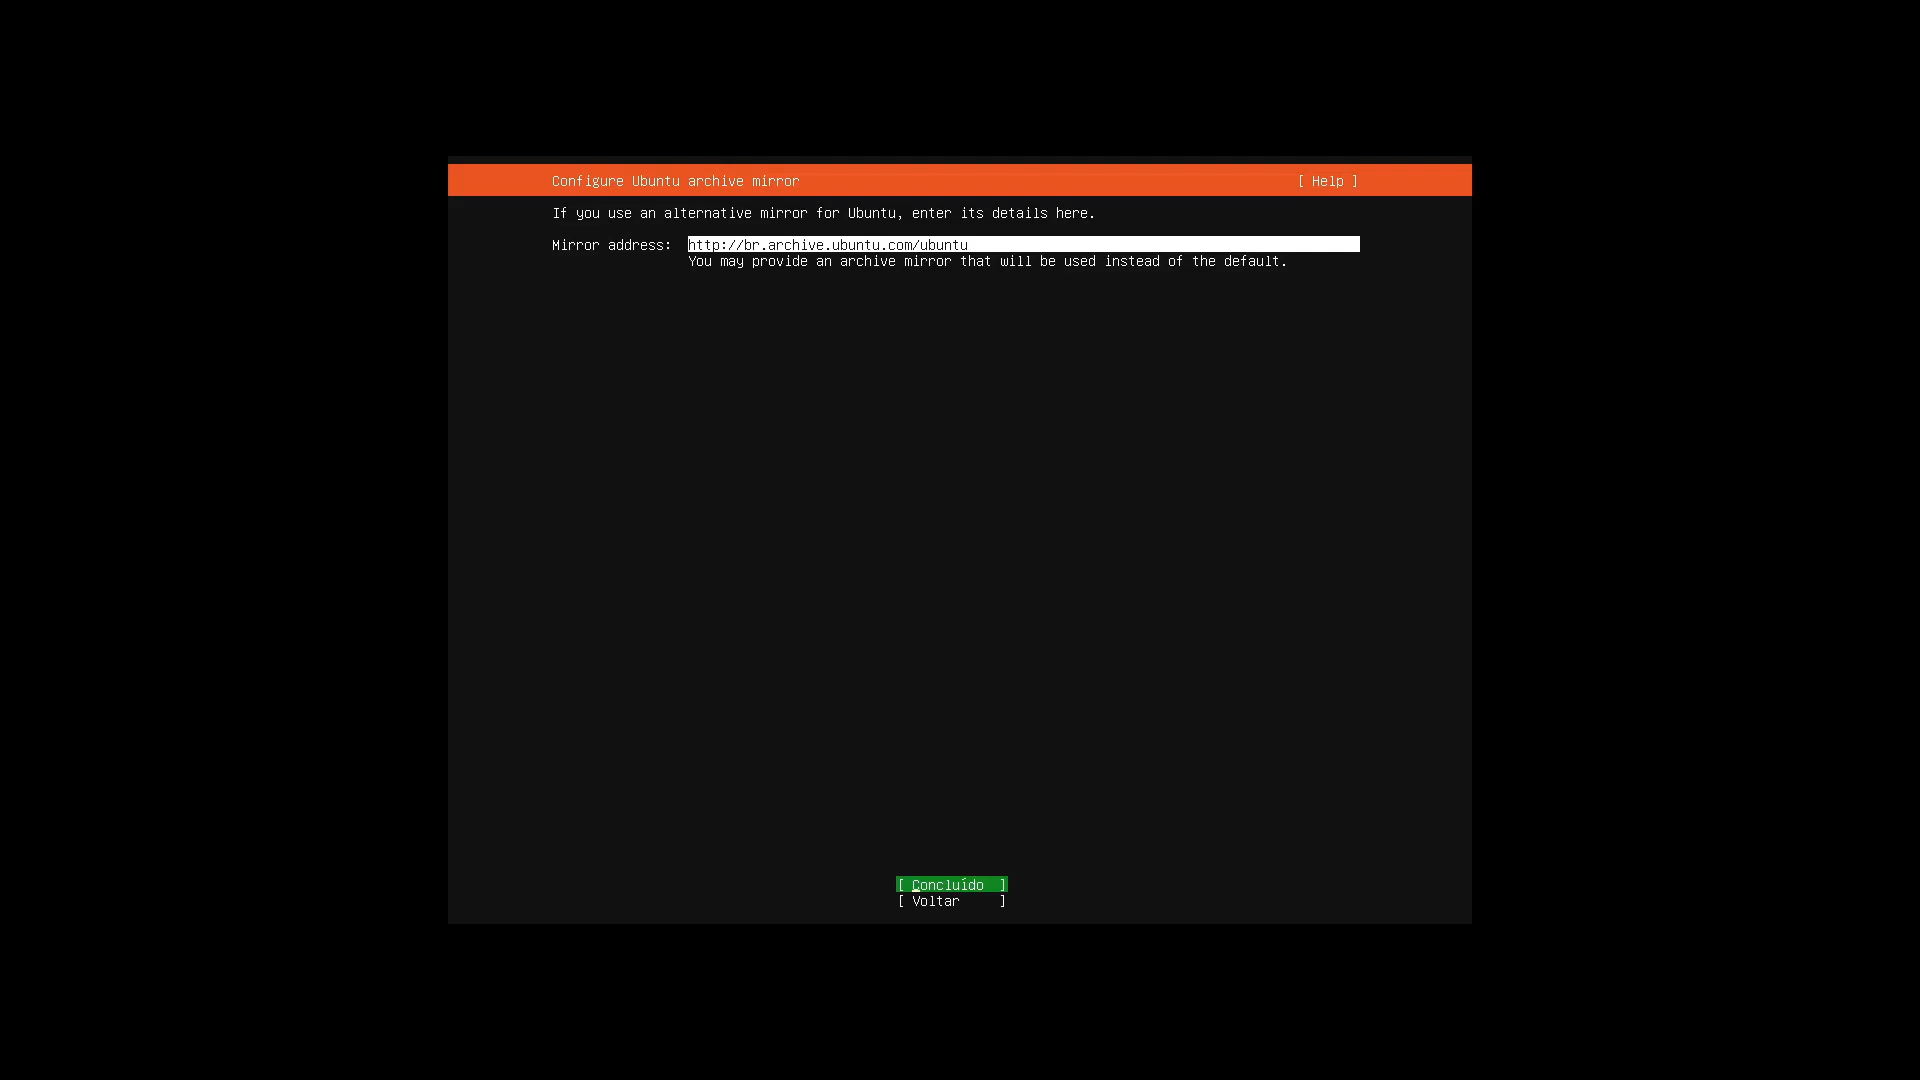 Configure Ubuntu archive mirror [ Help ]
If you use an alternative mirror for Ubuntu, enter its details here.
Mirror address: http://br.archive.ubuntu.com/ubuntu
You may provide an archive mirror that will be used instead of the default.
[ Concluído ]
[ Voltar ]